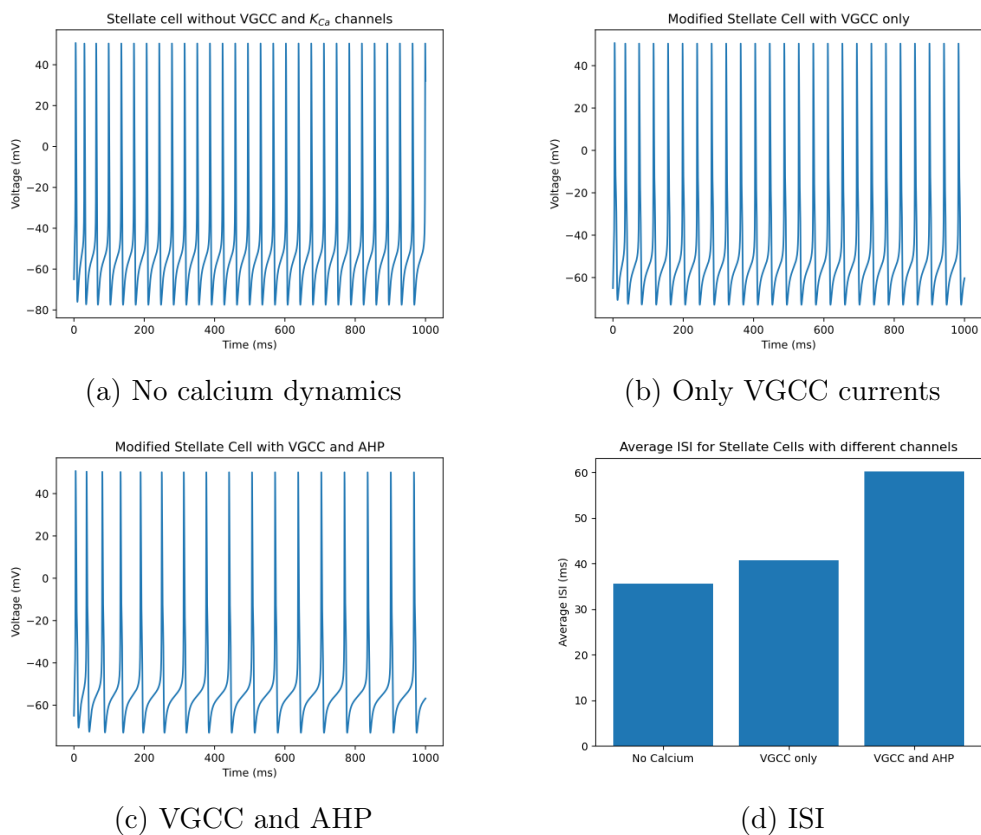 Stellate cell without VGCC and K_Ca channels
Voltage (mV)
40
20
0
−20
−40
−60
−80
0 200 400 600 800 1000
Time (ms)
(a) No calcium dynamics
Modified Stellate Cell with VGCC only
Voltage (mV)
40
20
0
−20
−40
−60
0 200 400 600 800 1000
Time (ms)
(b) Only VGCC currents
Modified Stellate Cell with VGCC and AHP
Voltage (mV)
40
20
0
−20
−40
−60
0 200 400 600 800 1000
Time (ms)
(c) VGCC and AHP
Average ISI for Stellate Cells with different channels
Average ISI (ms)
60
50
40
30
20
10
0
No Calcium VGCC only VGCC and AHP
(d) ISI